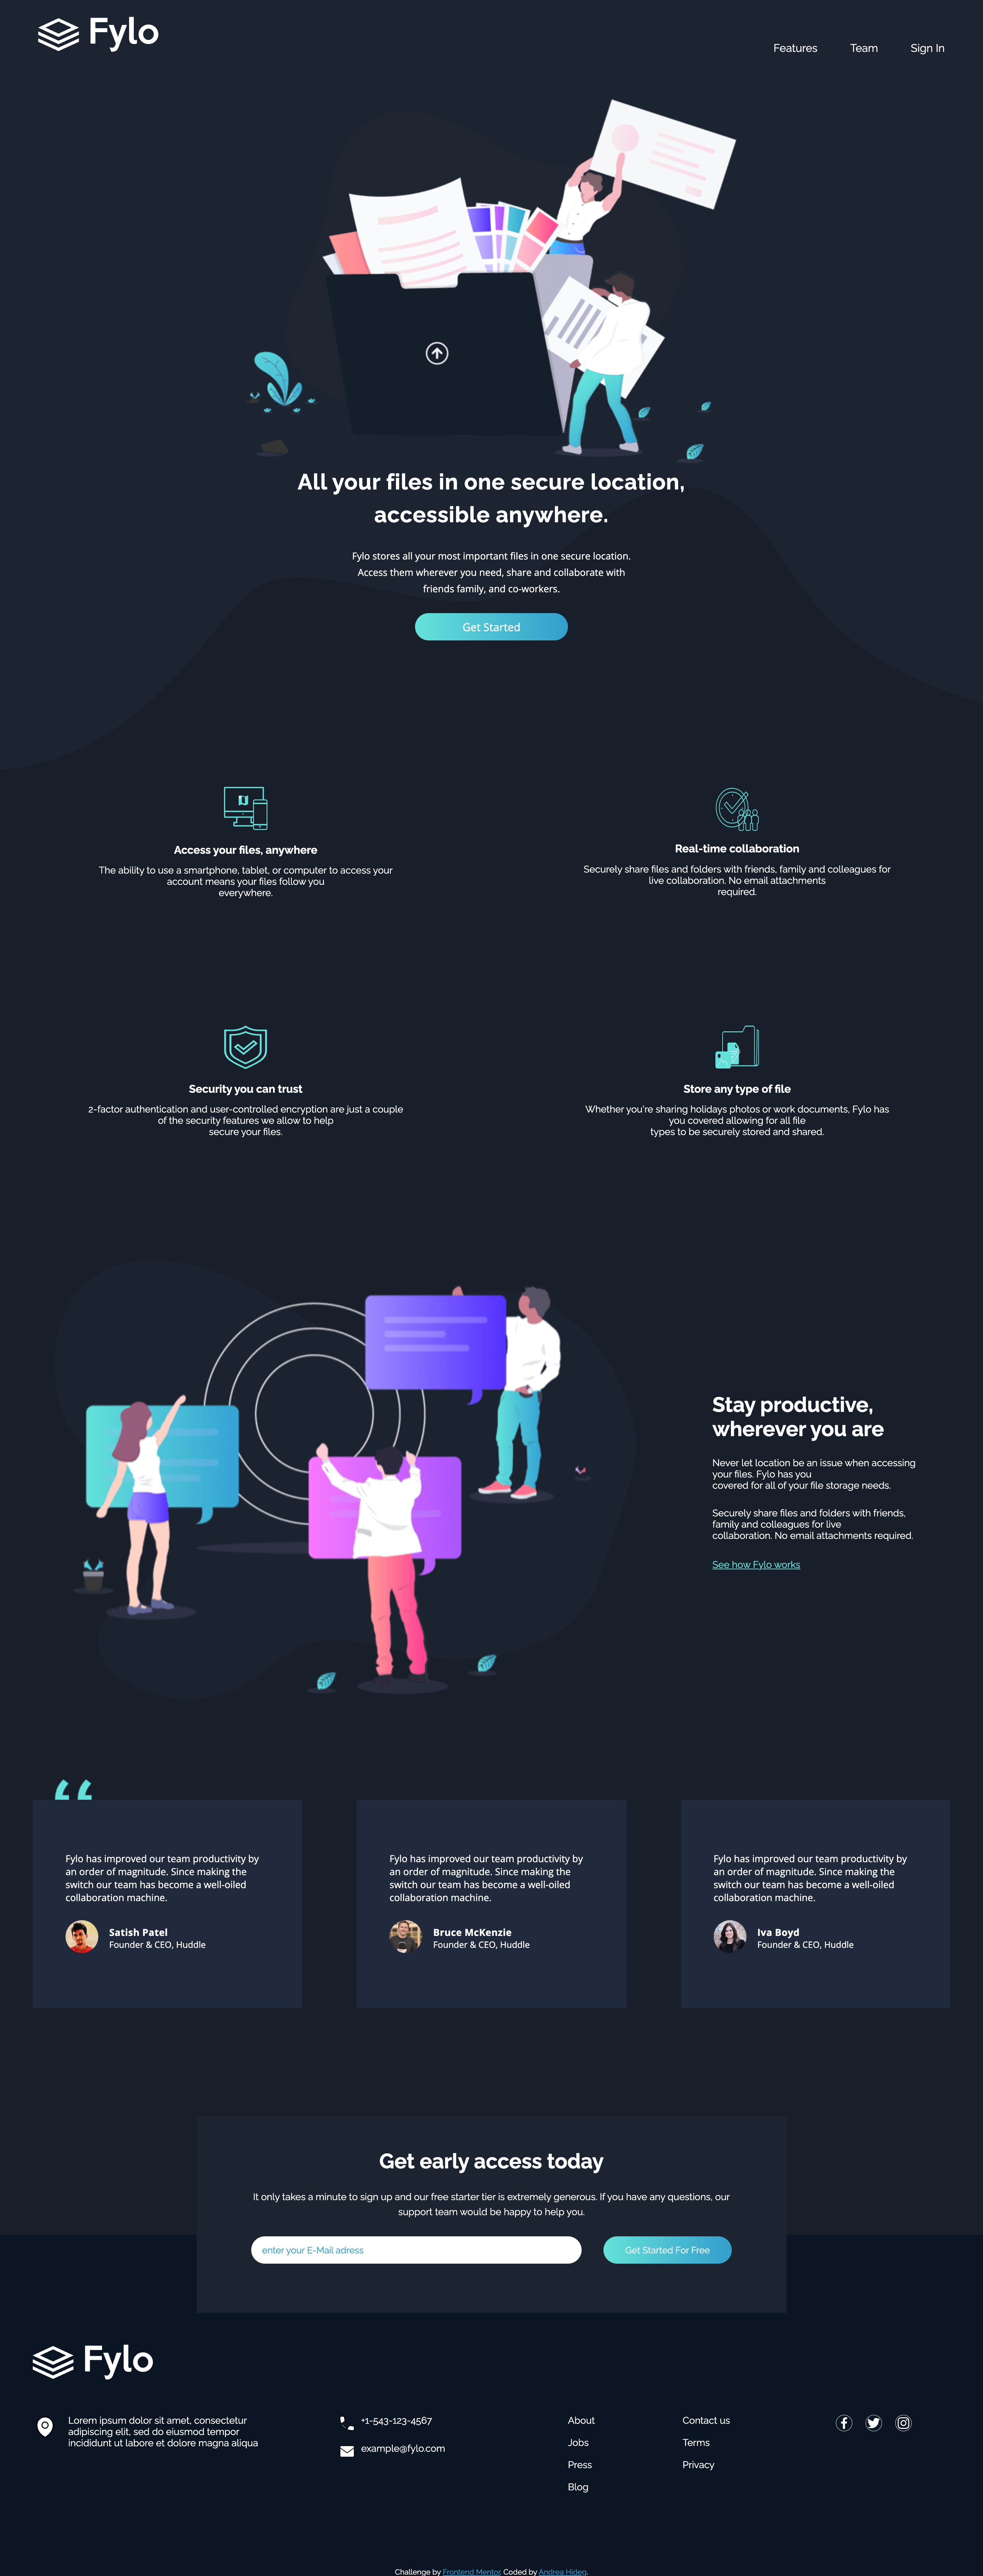 Fylo
Features Team Sign In
All your files in one secure location,
accessible anywhere.
Fylo stores all your most important files in one secure location.
Access them wherever you need, share and collaborate with
friends family, and co-workers.
Get Started
Access your files, anywhere
The ability to use a smartphone, tablet, or computer to access your
account means your files follow you
everywhere.
Real-time collaboration
Securely share files and folders with friends, family and colleagues for
live collaboration. No email attachments
required.
Security you can trust
2-factor authentication and user-controlled encryption are just a couple
of the security features we allow to help
secure your files.
Store any type of file
Whether you're sharing holidays photos or work documents, Fylo has
you covered allowing for all file
types to be securely stored and shared.
Stay productive,
wherever you are
Never let location be an issue when accessing
your files. Fylo has you
covered for all of your file storage needs.
Securely share files and folders with friends,
family and colleagues for live
collaboration. No email attachments required.
See how Fylo works
Fylo has improved our team productivity by
an order of magnitude. Since making the
switch our team has become a well-oiled
collaboration machine.
Satish Patel
Founder & CEO, Huddle
Fylo has improved our team productivity by
an order of magnitude. Since making the
switch our team has become a well-oiled
collaboration machine.
Bruce McKenzie
Founder & CEO, Huddle
Fylo has improved our team productivity by
an order of magnitude. Since making the
switch our team has become a well-oiled
collaboration machine.
Iva Boyd
Founder & CEO, Huddle
Get early access today
It only takes a minute to sign up and our free starter tier is extremely generous. If you have any questions, our
support team would be happy to help you.
enter your E-Mail adress
Get Started For Free
Fylo
Lorem ipsum dolor sit amet, consectetur
adipiscing elit, sed do eiusmod tempor
incididunt ut labore et dolore magna aliqua
+1-543-123-4567
example@fylo.com
About
Jobs
Press
Blog
Contact us
Terms
Privacy
Challenge by Frontend Mentor. Coded by Andrea Hideg.